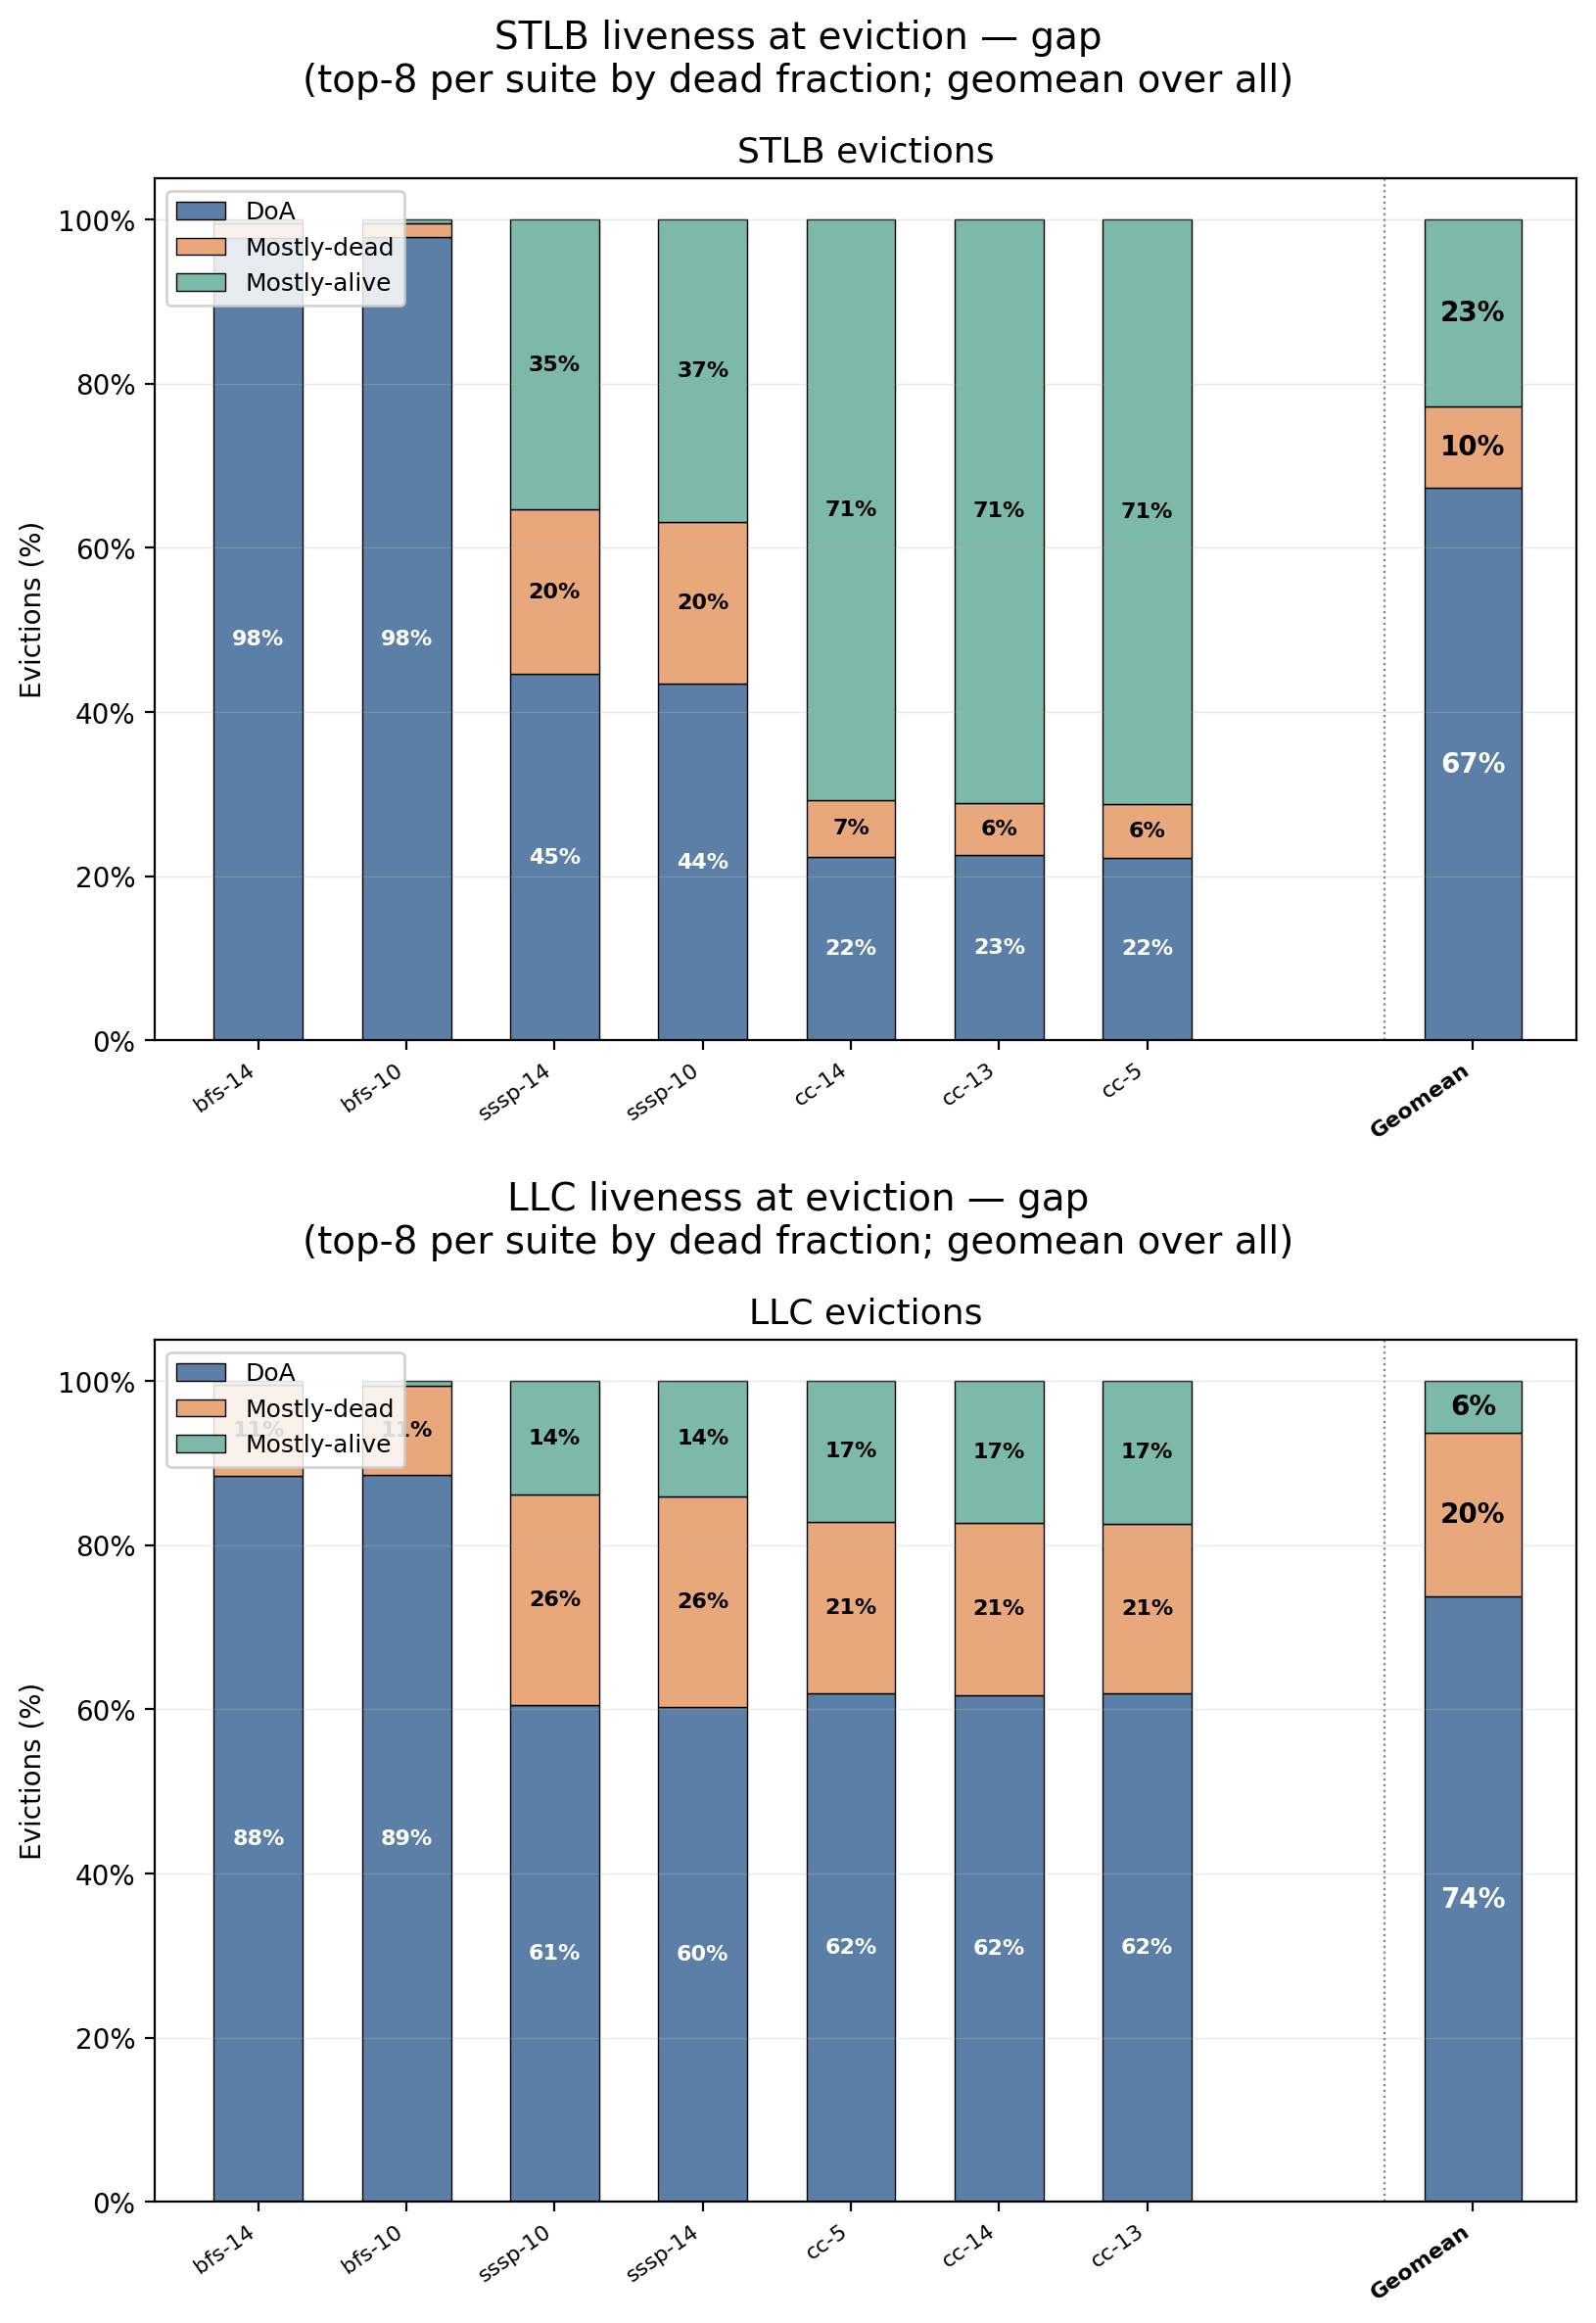 STLB liveness at eviction — gap
(top-8 per suite by dead fraction; geomean over all)
STLB evictions
DoA
Mostly-dead
Mostly-alive
Evictions (%)
100%
80%
60%
40%
20%
0%
98%
98%
35%
20%
45%
37%
20%
44%
71%
7%
22%
71%
6%
23%
71%
6%
22%
23%
10%
67%
bfs-14
bfs-10
sssp-14
sssp-10
cc-14
cc-13
cc-5
Geomean
LLC liveness at eviction — gap
(top-8 per suite by dead fraction; geomean over all)
LLC evictions
DoA
Mostly-dead
Mostly-alive
Evictions (%)
100%
80%
60%
40%
20%
0%
11%
88%
11%
89%
14%
26%
61%
14%
26%
60%
17%
21%
62%
17%
21%
62%
17%
21%
62%
6%
20%
74%
bfs-14
bfs-10
sssp-10
sssp-14
cc-5
cc-14
cc-13
Geomean